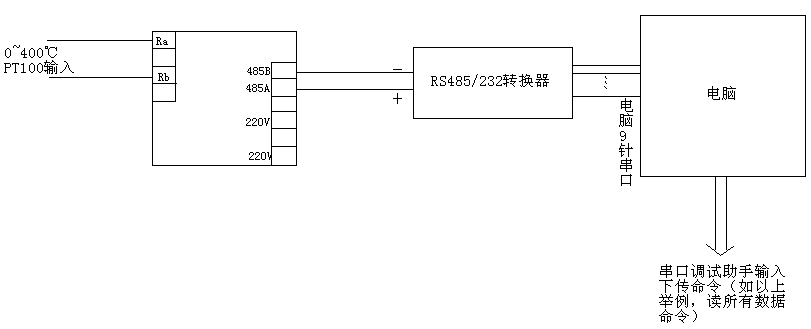 Ra
0~400℃
PT100输入
Rb
485B
485A
220V
220V
－
+
RS485/232转换器
电脑9针串口
电脑
串口调试助手输入
下传命令（如以上
举例，读所有数据
命令）